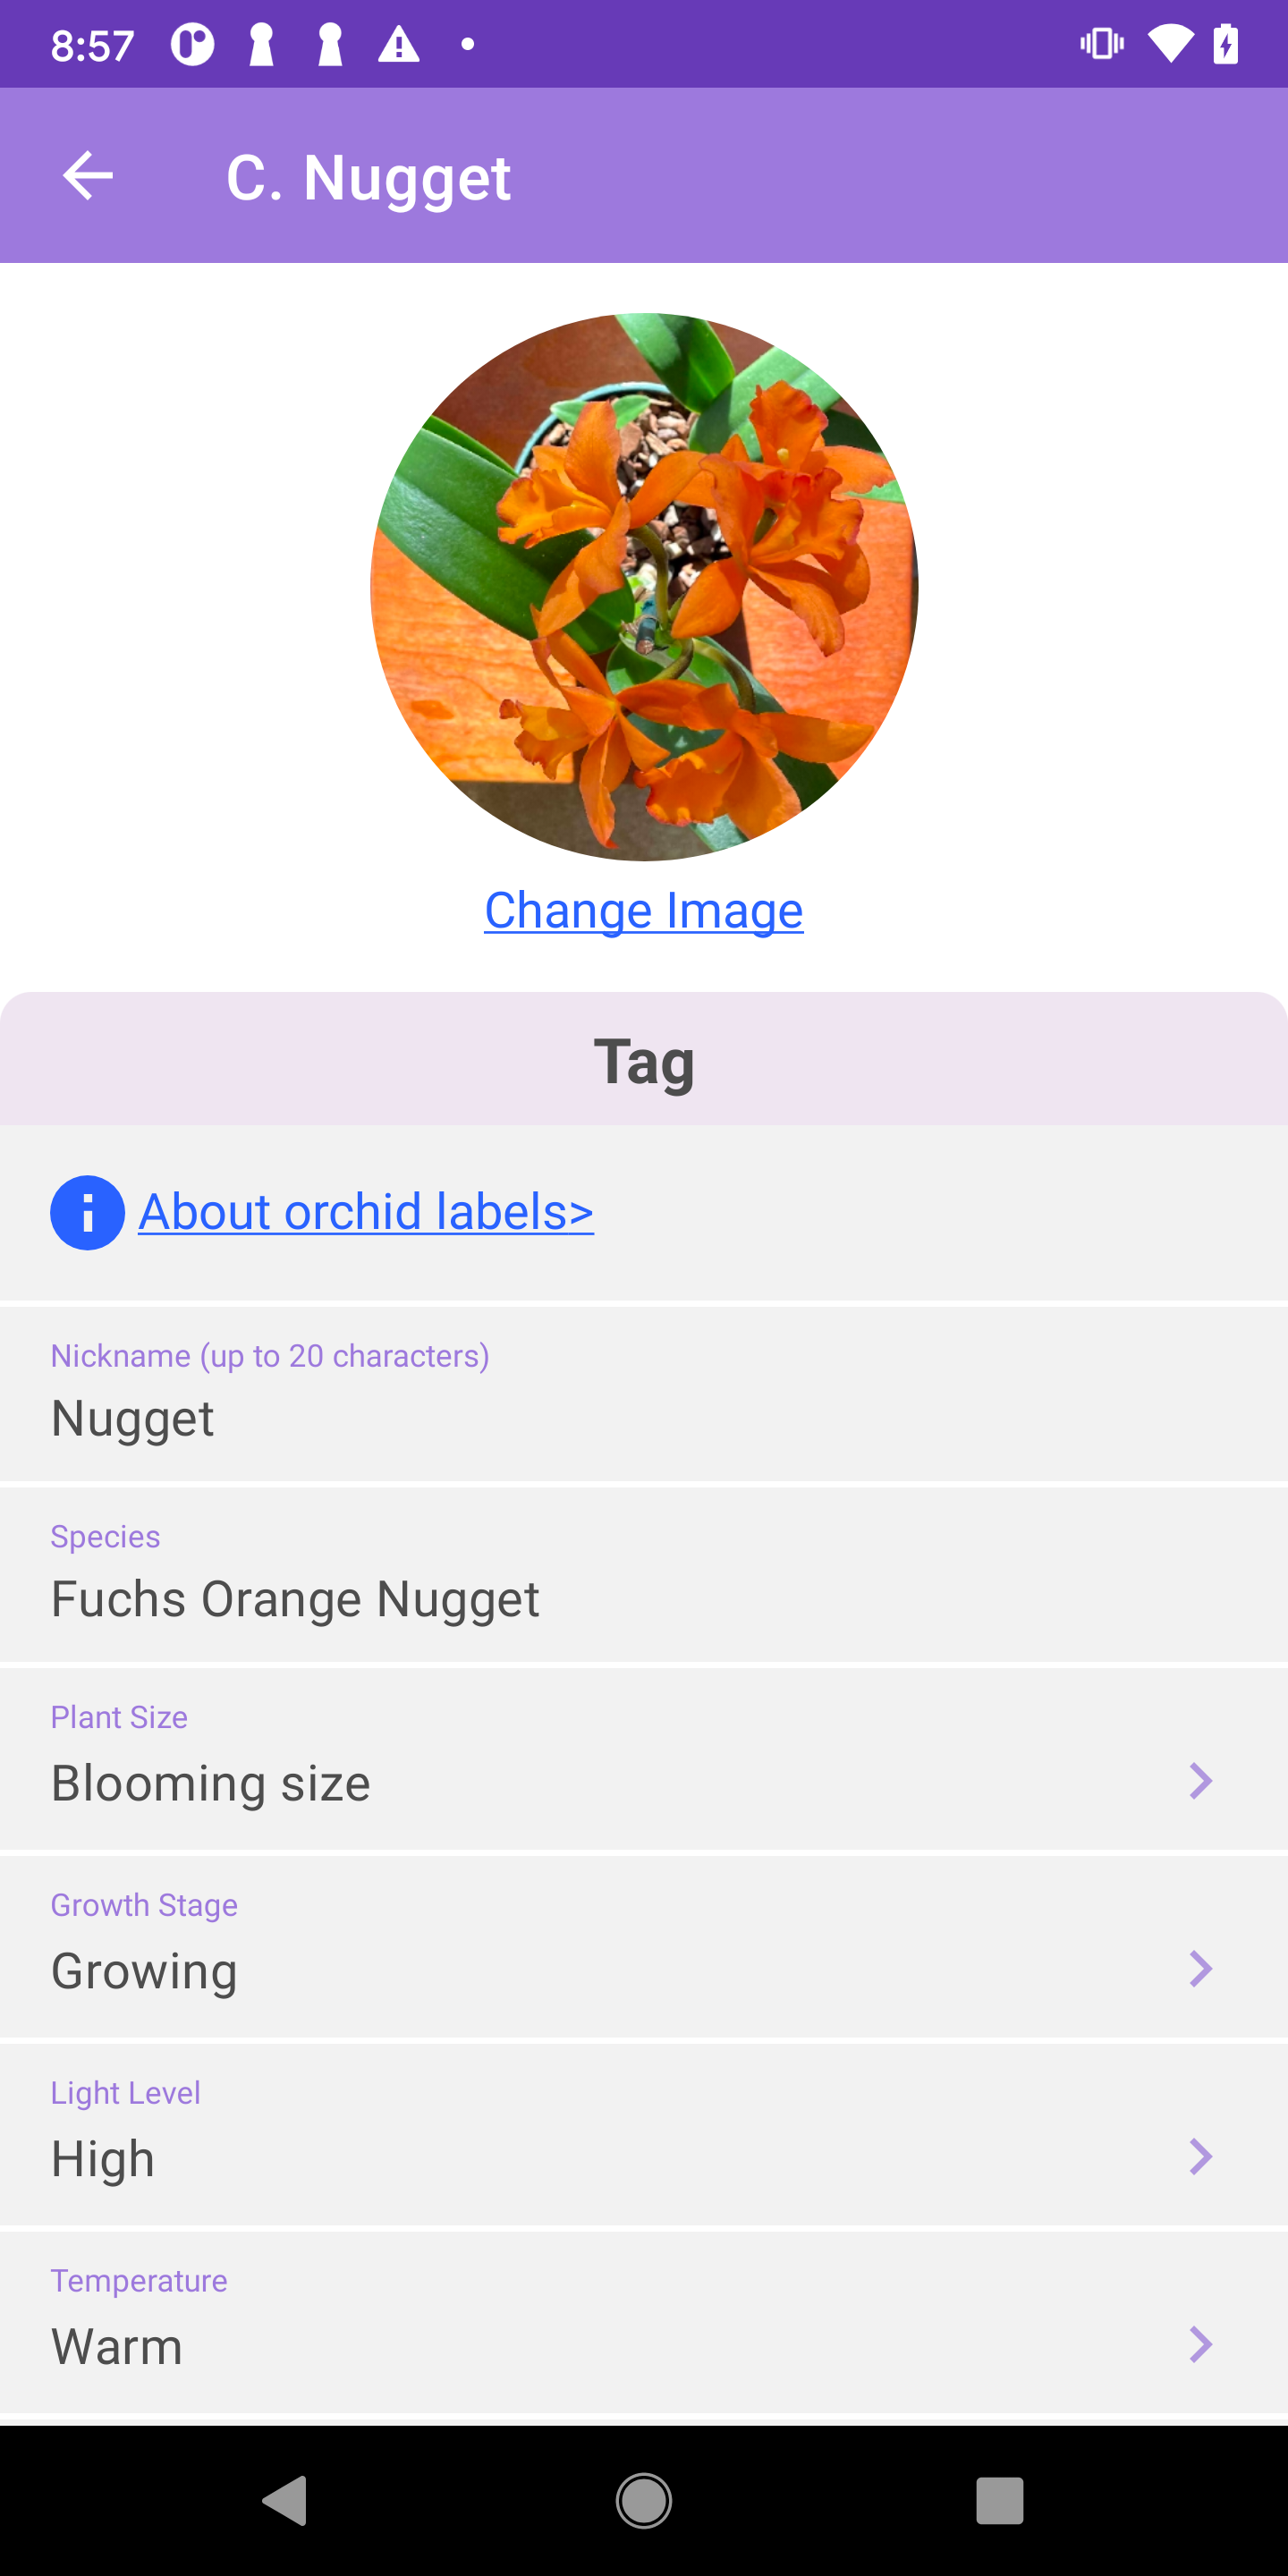 8:57
C. Nugget
Change Image
Tag
About orchid labels>
Nickname (up to 20 characters)
Nugget
Species
Fuchs Orange Nugget
Plant Size
Blooming size
Growth Stage
Growing
Light Level
High
Temperature
Warm